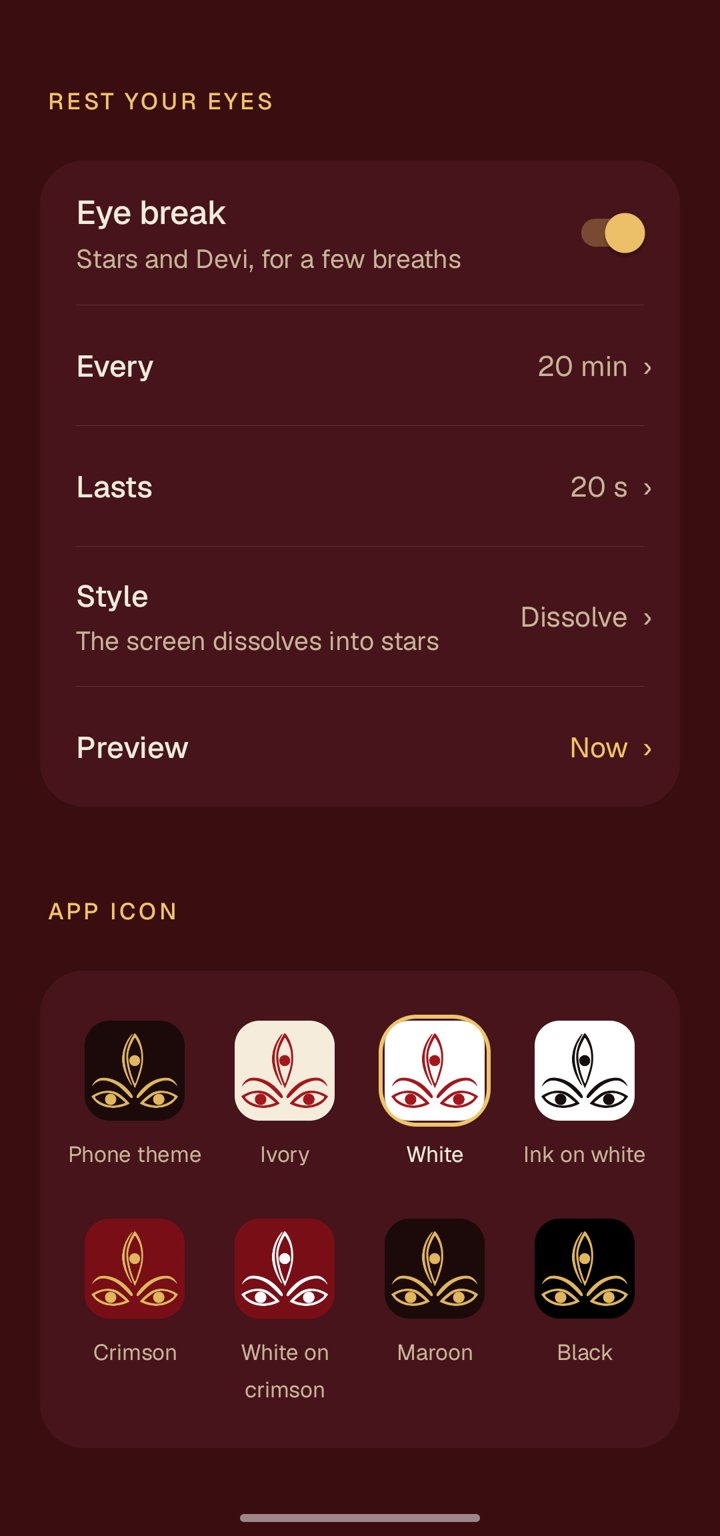 REST YOUR EYES
Eye break
Stars and Devi, for a few breaths
Every
20 min ›
Lasts
20 s ›
Style
The screen dissolves into stars
Dissolve ›
Preview
Now ›
APP ICON
Phone theme
Ivory
White
Ink on white
Crimson
White on
crimson
Maroon
Black